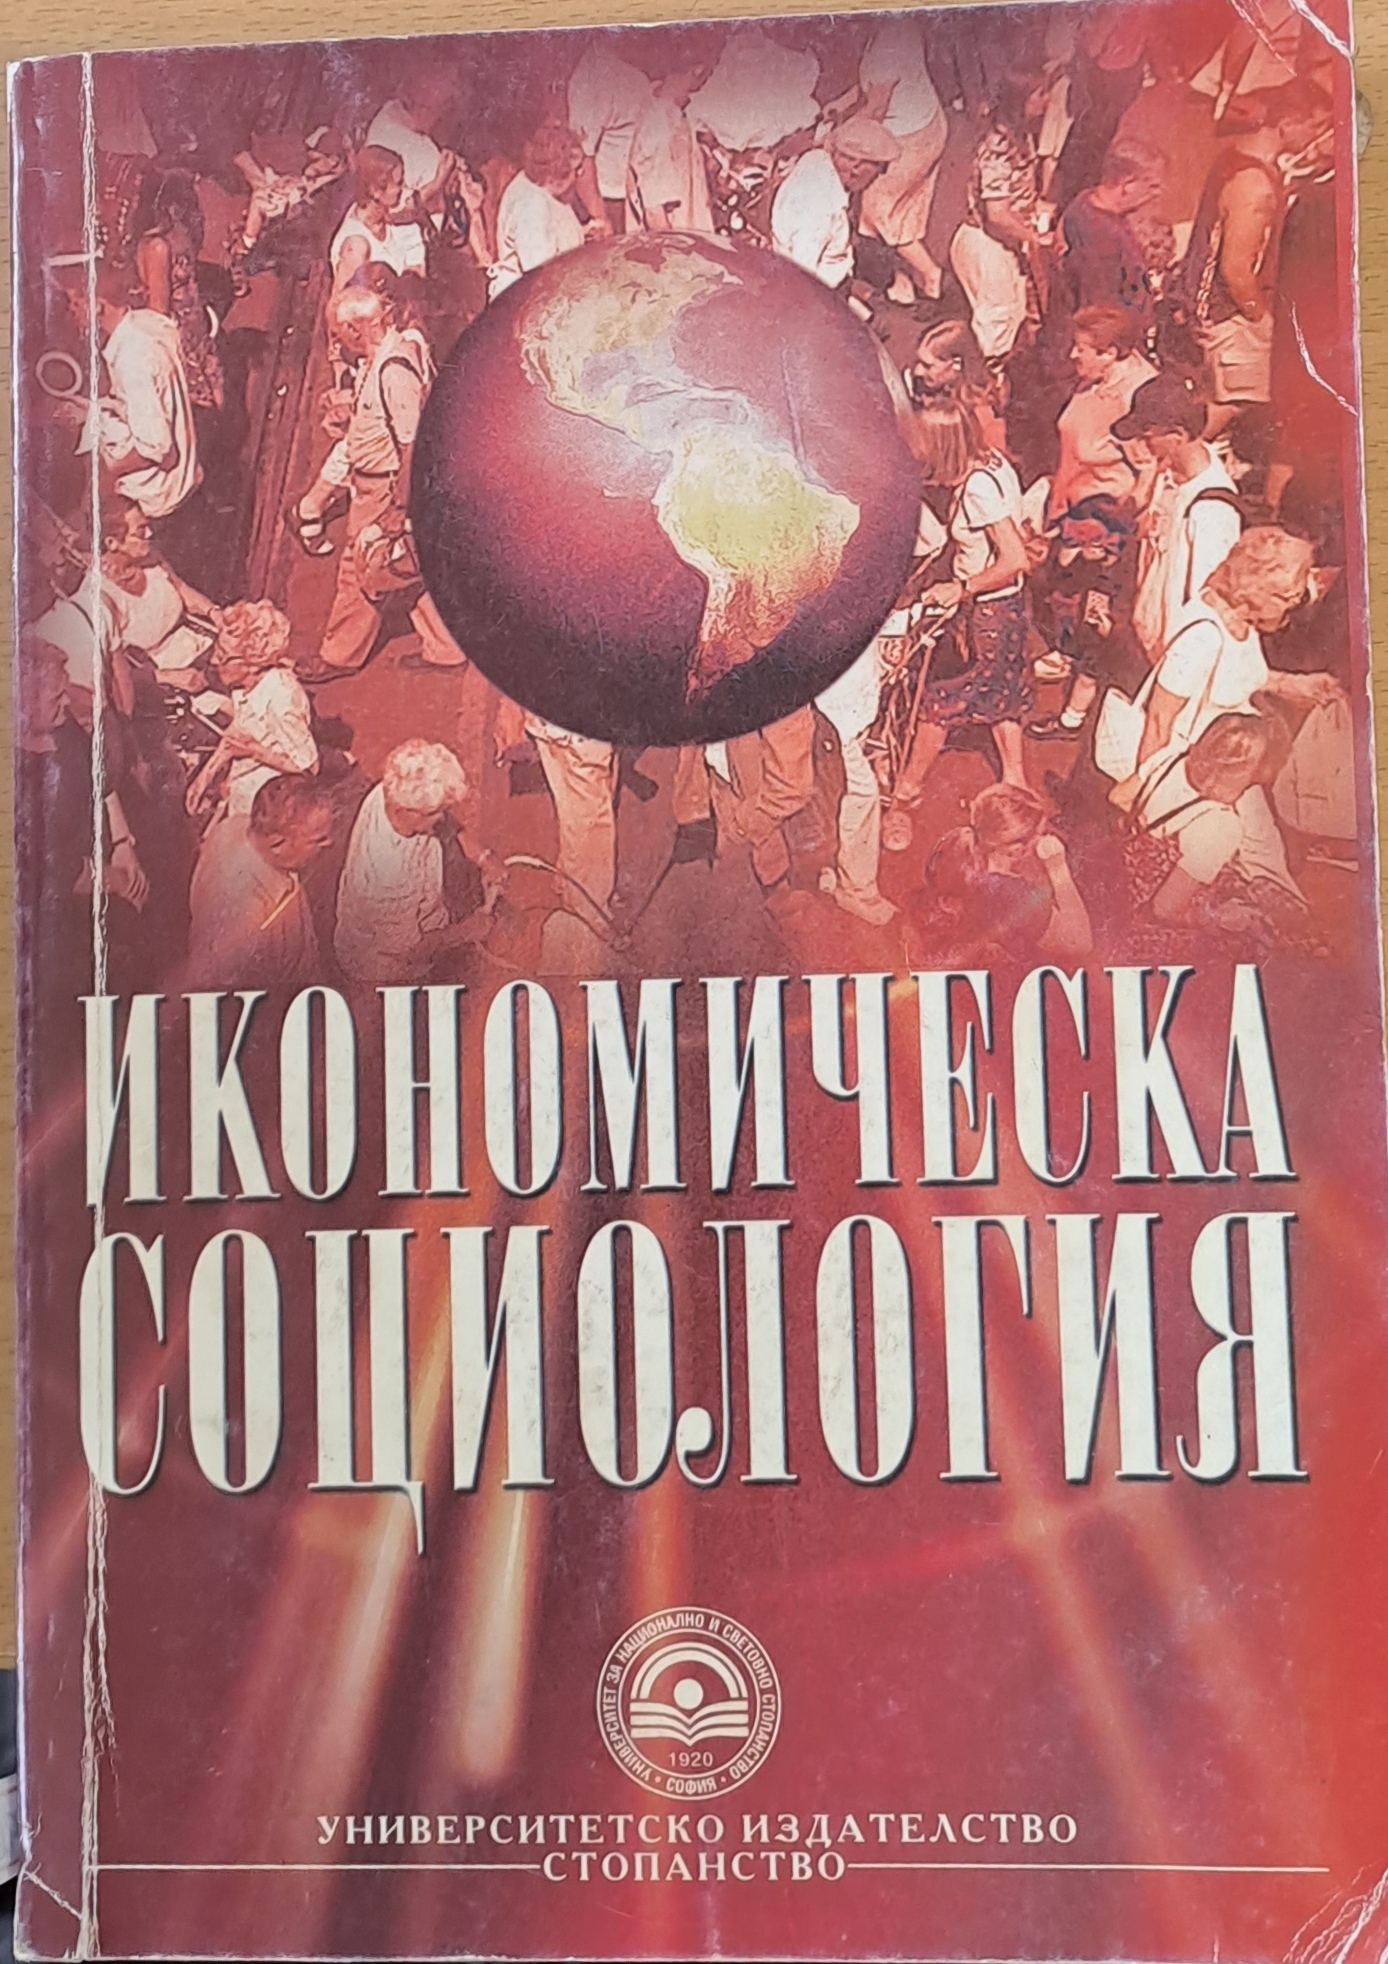 ИКОНОМИЧЕСКА
СОЦИОЛОГИЯ
УНИВЕРСИТЕТ ЗА НАЦИОНАЛНО И СВЕТОВНО СТОПАНСТВО
1920
• СОФИЯ •
УНИВЕРСИТЕТСКО ИЗДАТЕЛСТВО
СТОПАНСТВО